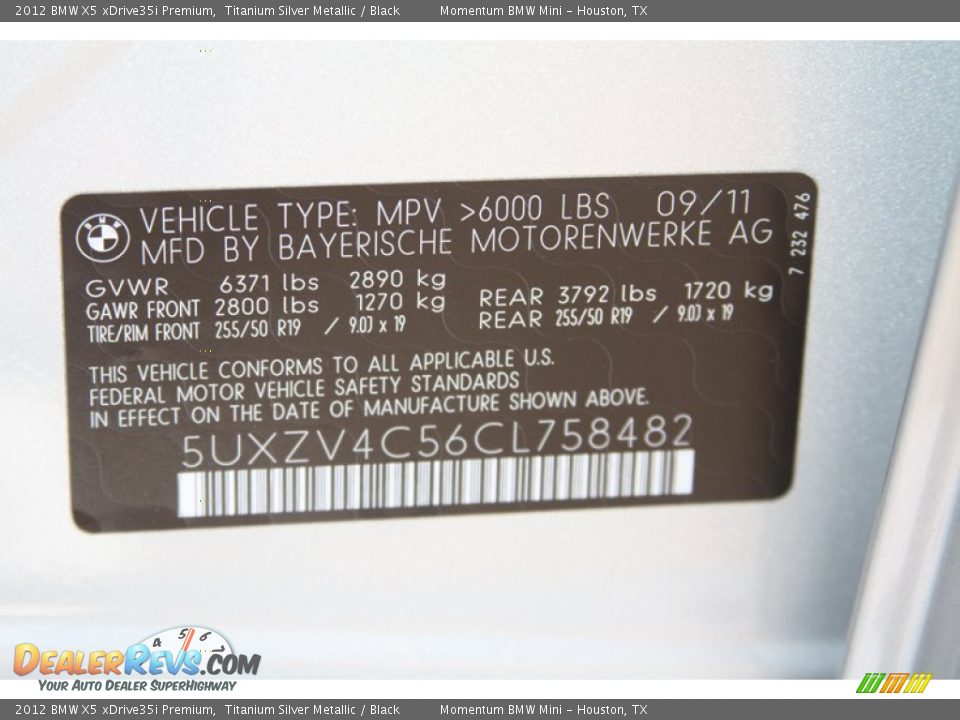 2012 BMW X5 xDrive35i Premium, Titanium Silver Metallic / Black Momentum BMW Mini - Houston, TX
VEHICLE TYPE: MPV >6000 LBS 09/11
MFD BY BAYERISCHE MOTORENWERKE AG
7 232 476
GVWR 6371 lbs 2890 kg
GAWR FRONT 2800 lbs 1270 kg REAR 3792 lbs 1720 kg
TIRE/RIM FRONT 255/50 R19 / 9.0J x 19 REAR 255/50 R19 / 9.0J x 19
THIS VEHICLE CONFORMS TO ALL APPLICABLE U.S.
FEDERAL MOTOR VEHICLE SAFETY STANDARDS
IN EFFECT ON THE DATE OF MANUFACTURE SHOWN ABOVE.
5UXZV4C56CL758482
4 5 6 7
DEALERREVS.COM
YOUR AUTO DEALER SUPERHIGHWAY
2012 BMW X5 xDrive35i Premium, Titanium Silver Metallic / Black Momentum BMW Mini - Houston, TX